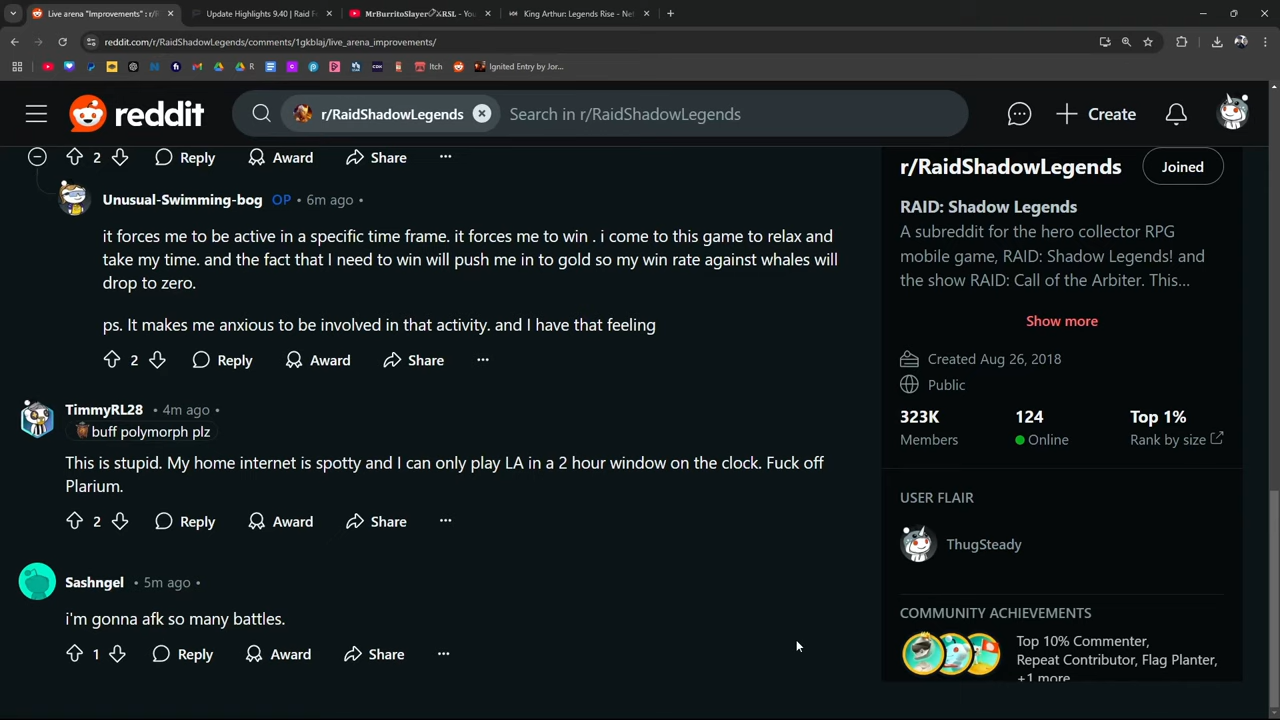 Live arena "Improvements" : r/R
Update Highlights 9.40 | Raid F
King Arthur: Legends Rise - Ne
reddit.com/r/RaidShadowLegends/comments/1gkblaj/live_arena_improvements/
R
Itch
Ignited Entry by Jor...
reddit
r/RaidShadowLegends
Search in r/RaidShadowLegends
Create
2
Reply
Award
Share
Unusual-Swimming-bog OP • 6m ago •
it forces me to be active in a specific time frame. it forces me to win . i come to this game to relax and
take my time. and the fact that I need to win will push me in to gold so my win rate against whales will
drop to zero.
ps. It makes me anxious to be involved in that activity. and I have that feeling
2
Reply
Award
Share
TimmyRL28 • 4m ago •
buff polymorph plz
This is stupid. My home internet is spotty and I can only play LA in a 2 hour window on the clock. Fuck off
Plarium.
2
Reply
Award
Share
Sashngel • 5m ago •
i'm gonna afk so many battles.
1
Reply
Award
Share
r/RaidShadowLegends
Joined
RAID: Shadow Legends
A subreddit for the hero collector RPG
mobile game, RAID: Shadow Legends! and
the show RAID: Call of the Arbiter. This...
Show more
Created Aug 26, 2018
Public
323K
Members
124
Online
Top 1%
Rank by size
USER FLAIR
ThugSteady
COMMUNITY ACHIEVEMENTS
Top 10% Commenter,
Repeat Contributor, Flag Planter,
+1 more